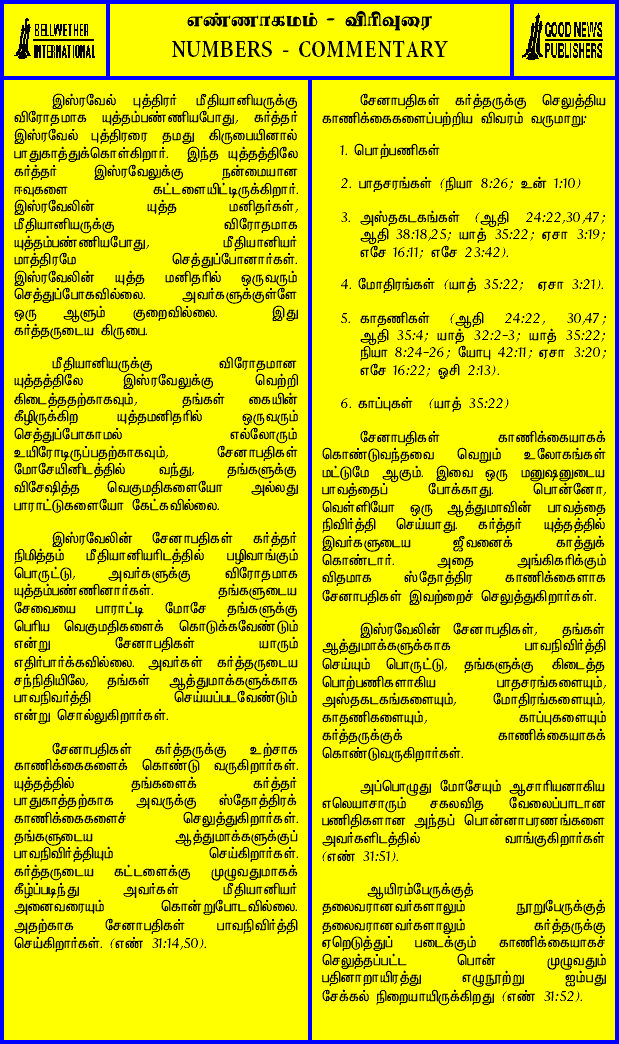 BELLWETHER
INTERNATIONAL
எண்ணாகமம் - விரிவுரை
NUMBERS - COMMENTARY
GOOD NEWS
PUBLISHERS
இஸ்ரவேல் புத்திரர் மீதியானியருக்கு
விரோதமாக யுத்தம்பண்ணியபோது, கர்த்தர்
இஸ்ரவேல் புத்திரரை தமது கிருபையினால்
பாதுகாத்துக்கொள்கிறார். இந்த யுத்தத்திலே
கர்த்தர் இஸ்ரவேலுக்கு நன்மையான
ஈவுகளை கட்டளையிட்டிருக்கிறார்.
இஸ்ரவேலின் யுத்த மனிதர்கள்,
மீதியானியருக்கு விரோதமாக
யுத்தம்பண்ணியபோது, மீதியானியர்
மாத்திரமே செத்துப்போனார்கள்.
இஸ்ரவேலின் யுத்த மனிதரில் ஒருவரும்
செத்துப்போகவில்லை. அவர்களுக்குள்ளே
ஒரு ஆளும் குறைவில்லை. இது
கர்த்தருடைய கிருபை.
மீதியானியருக்கு விரோதமான
யுத்தத்திலே இஸ்ரவேலுக்கு வெற்றி
கிடைத்ததற்காகவும், தங்கள் கையின்
கீழிருக்கிற யுத்தமனிதரில் ஒருவரும்
செத்துப்போகாமல் எல்லோரும்
உயிரோடிருப்பதற்காகவும், சேனாபதிகள்
மோசேயினிடத்தில் வந்து, தங்களுக்கு
விசேஷித்த வெகுமதிகளையோ அல்லது
பாராட்டுகளையோ கேட்கவில்லை.
இஸ்ரவேலின் சேனாபதிகள் கர்த்தர்
நிமித்தம் மீதியானியரிடத்தில் பழிவாங்கும்
பொருட்டு, அவர்களுக்கு விரோதமாக
யுத்தம்பண்ணினார்கள். தங்களுடைய
சேவையை பாராட்டி மோசே தங்களுக்கு
பெரிய வெகுமதிகளைக் கொடுக்கவேண்டும்
என்று சேனாபதிகள் யாரும்
எதிர்பார்க்கவில்லை. அவர்கள் கர்த்தருடைய
சந்நிதியிலே, தங்கள் ஆத்துமாக்களுக்காக
பாவநிவர்த்தி செய்யப்படவேண்டும்
என்று சொல்லுகிறார்கள்.
சேனாபதிகள் கர்த்தருக்கு உற்சாக
காணிக்கைகளைக் கொண்டு வருகிறார்கள்.
யுத்தத்தில் தங்களைக் கர்த்தர்
பாதுகாத்தற்காக அவருக்கு ஸ்தோத்திரக்
காணிக்கைகளைச் செலுத்துகிறார்கள்.
தங்களுடைய ஆத்துமாக்களுக்குப்
பாவநிவிர்த்தியும் செய்கிறார்கள்.
கர்த்தருடைய கட்டளைக்கு முழுவதுமாகக்
கீழ்ப்படிந்து அவர்கள் மீதியானியர்
அனைவரையும் கொன்றுபோடவில்லை.
அதற்காக சேனாபதிகள் பாவநிவிர்த்தி
செய்கிறார்கள். (எண் 31:14,50).
சேனாபதிகள் கர்த்தருக்கு செலுத்திய
காணிக்கைகளைப்பற்றிய விவரம் வருமாறு:
1. பொற்பணிகள்
2. பாதசரங்கள் (நியா 8:26; உன் 1:10)
3. அஸ்தகடகங்கள் (ஆதி 24:22,30,47;
ஆதி 38:18,25; யாத் 35:22; ஏசா 3:19;
எசே 16:11; எசே 23:42).
4. மோதிரங்கள் (யாத் 35:22; ஏசா 3:21).
5. காதணிகள் (ஆதி 24:22, 30,47;
ஆதி 35:4; யாத் 32:2-3; யாத் 35:22;
நியா 8:24-26; யோபு 42:11; ஏசா 3:20;
எசே 16:22; ஓசி 2:13).
6. காப்புகள் (யாத் 35:22)
சேனாபதிகள் காணிக்கையாகக்
கொண்டுவந்தவை வெறும் உலோகங்கள்
மட்டுமே ஆகும். இவை ஒரு மனுஷனுடைய
பாவத்தைப் போக்காது. பொன்னோ,
வெள்ளியோ ஒரு ஆத்துமாவின் பாவத்தை
நிவிர்த்தி செய்யாது. கர்த்தர் யுத்தத்தில்
இவர்களுடைய ஜீவனைக் காத்துக்
கொண்டார். அதை அங்கிகரிக்கும்
விதமாக ஸ்தோத்திர காணிக்கைகளாக
சேனாபதிகள் இவற்றைச் செலுத்துகிறார்கள்.
இஸ்ரவேலின் சேனாபதிகள், தங்கள்
ஆத்துமாக்களுக்காக பாவநிவிர்த்தி
செய்யும் பொருட்டு, தங்களுக்கு கிடைத்த
பொற்பணிகளாகிய பாதசரங்களையும்,
அஸ்தகடகங்களையும், மோதிரங்களையும்,
காதணிகளையும், காப்புகளையும்
கர்த்தருக்குக் காணிக்கையாகக்
கொண்டுவருகிறார்கள்.
அப்பொழுது மோசேயும் ஆசாரியனாகிய
எலெயாசாரும் சகலவித வேலைப்பாடான
பணிதிகளான அந்தப் பொன்னாபரணங்களை
அவர்களிடத்தில் வாங்குகிறார்கள்
(எண் 31:51).
ஆயிரம்பேருக்குத்
தலைவரானவர்களாலும் நூறுபேருக்குத்
தலைவரானவர்களாலும் கர்த்தருக்கு
ஏறெடுத்துப் படைக்கும் காணிக்கையாகச்
செலுத்தப்பட்ட பொன் முழுவதும்
பதினாறாயிரத்து எழுநூற்று ஐம்பது
சேக்கல் நிறையாயிருக்கிறது (எண் 31:52).